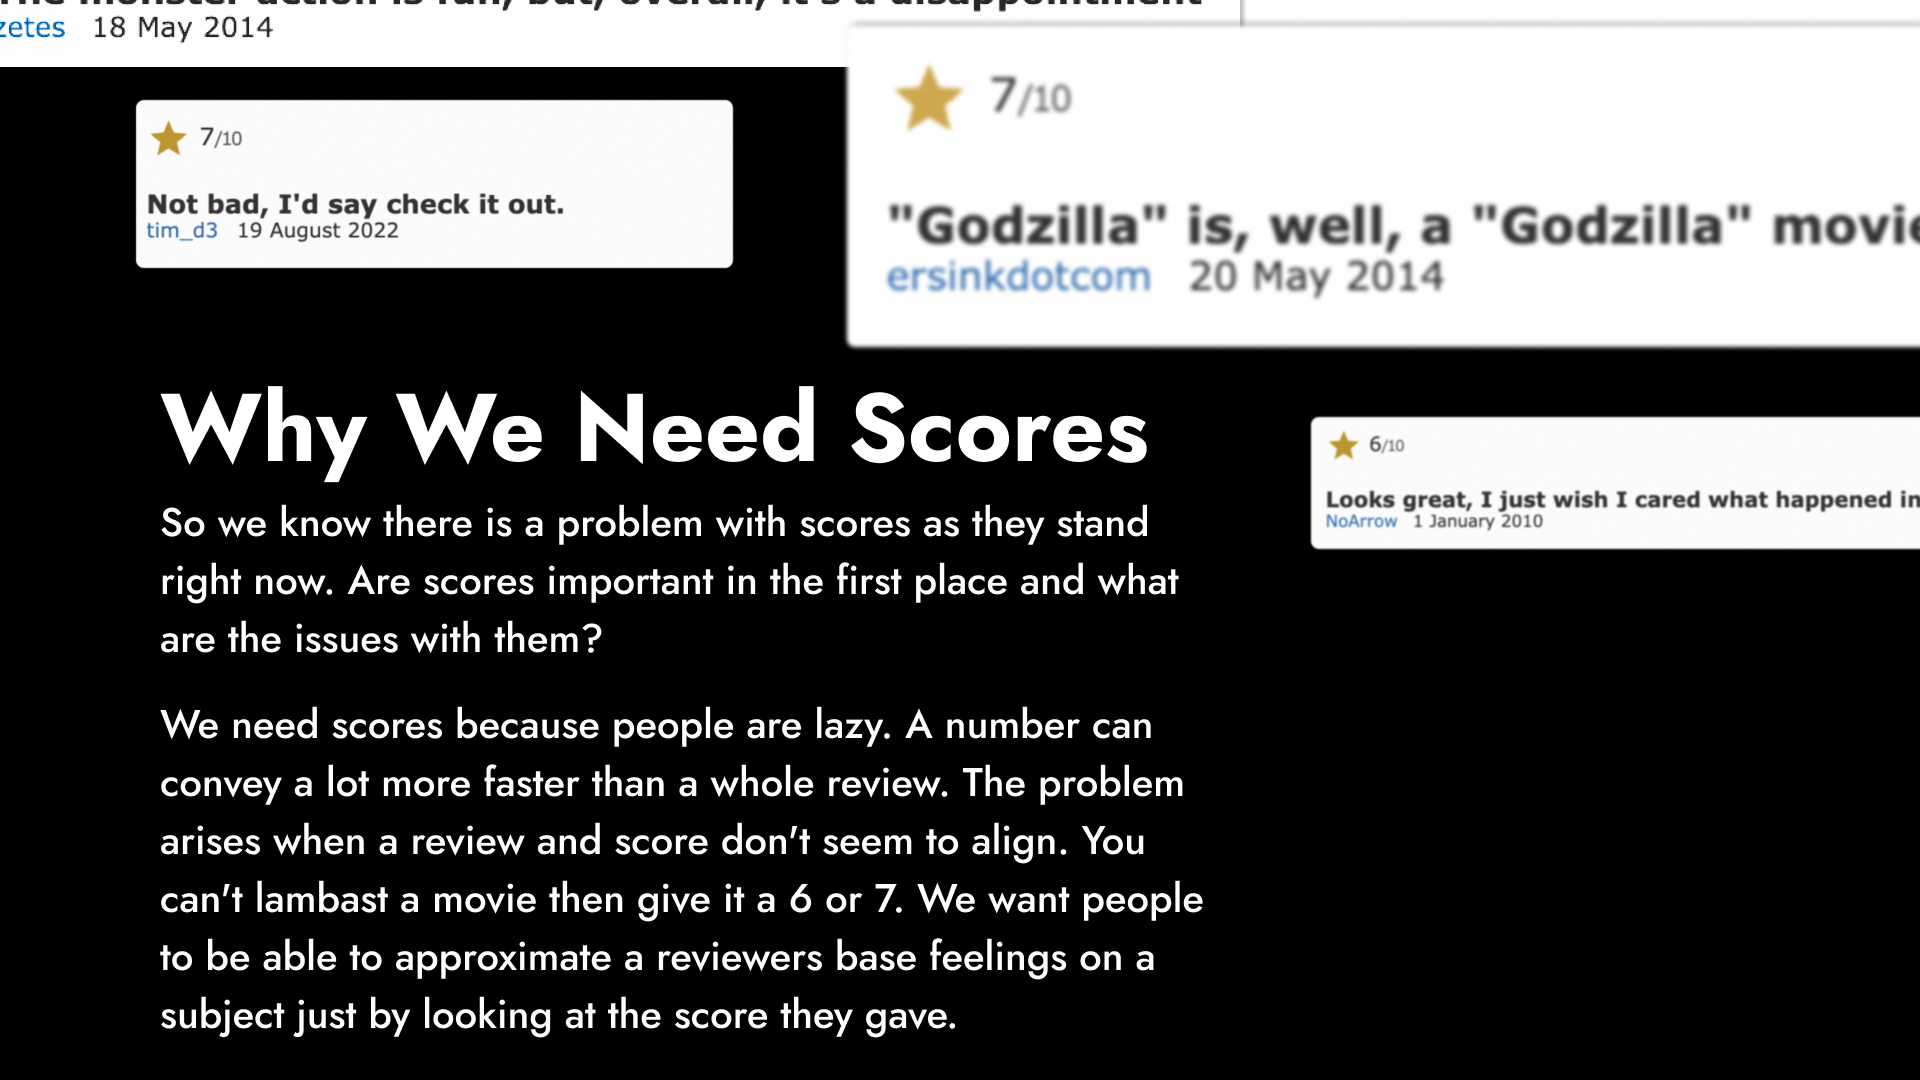 monster action is fun, but, overall, it's a disappointment
zetes 18 May 2014
7/10
Not bad, I'd say check it out.
tim_d3 19 August 2022
7/10
"Godzilla" is, well, a "Godzilla" movie
ersinkdotcom 20 May 2014
Why We Need Scores
6/10
Looks great, I just wish I cared what happened in
NoArrow 1 January 2010
So we know there is a problem with scores as they stand
right now. Are scores important in the first place and what
are the issues with them?
We need scores because people are lazy. A number can
convey a lot more faster than a whole review. The problem
arises when a review and score don't seem to align. You
can't lambast a movie then give it a 6 or 7. We want people
to be able to approximate a reviewers base feelings on a
subject just by looking at the score they gave.